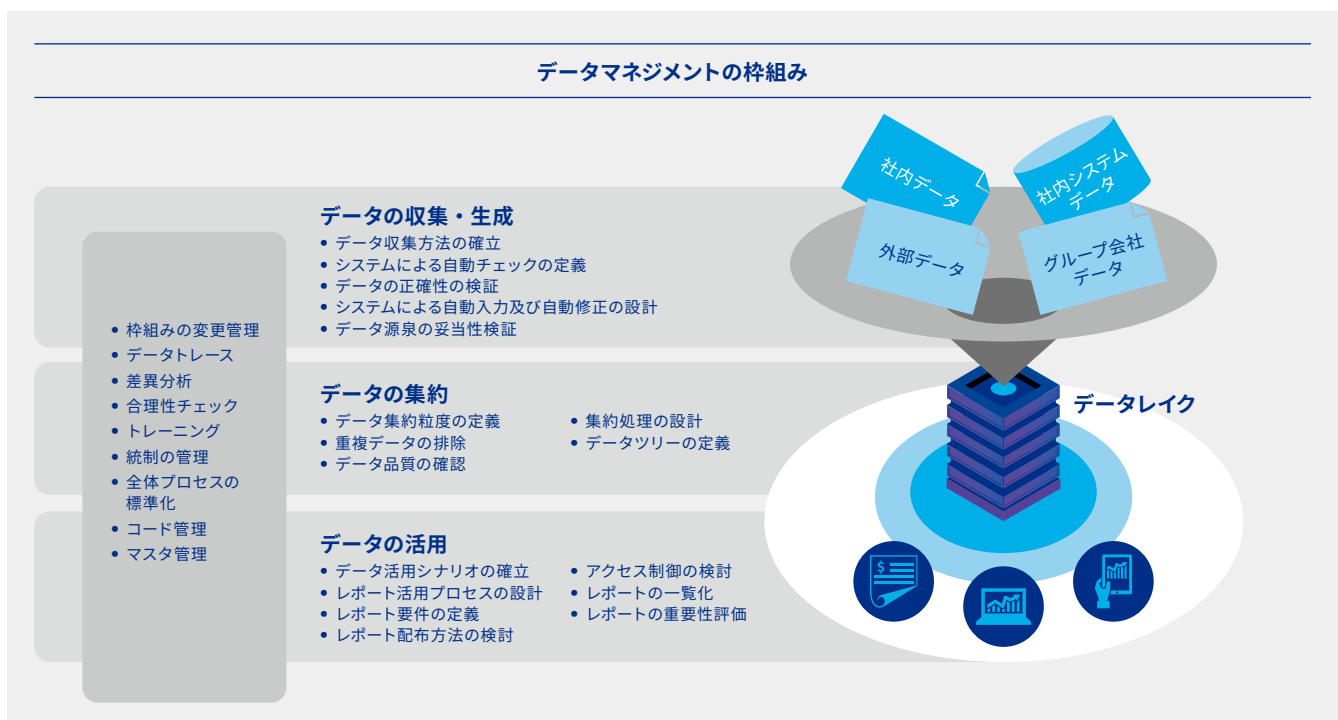 データマネジメントの枠組み
• 枠組みの変更管理
• データトレース
• 差異分析
• 合理性チェック
• トレーニング
• 統制の管理
• 全体プロセスの
標準化
• コード管理
• マスタ管理
データの収集・生成
• データ収集方法の確立
• システムによる自動チェックの定義
• データの正確性の検証
• システムによる自動入力及び自動修正の設計
• データ源泉の妥当性検証
データの集約
• データ集約粒度の定義
• 重複データの排除
• データ品質の確認
• 集約処理の設計
• データツリーの定義
データの活用
• データ活用シナリオの確立
• レポート活用プロセスの設計
• レポート要件の定義
• レポート配布方法の検討
• アクセス制御の検討
• レポートの一覧化
• レポートの重要性評価
社内データ
社内システム
データ
外部データ
グループ会社
データ
データレイク
$